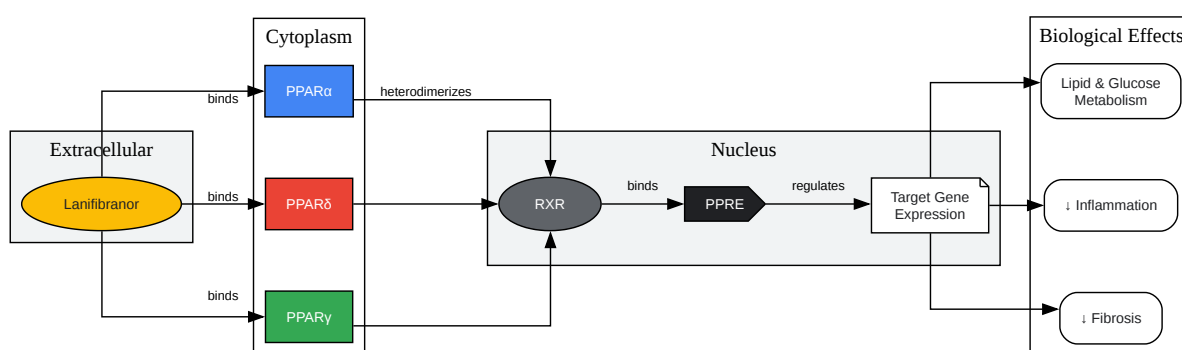 Cytoplasm
Biological Effects
PPARα
binds
heterodimerizes
Lipid & Glucose
Metabolism
Extracellular
Nucleus
Lanifibranor
binds
PPARδ
RXR
binds
PPRE
regulates
Target Gene
Expression
↓ Inflammation
binds
PPARγ
↓ Fibrosis